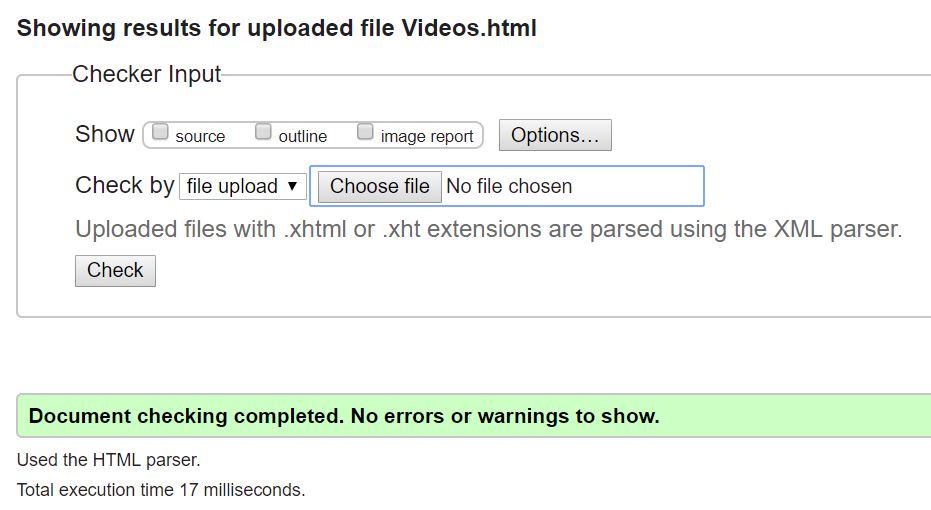 Showing results for uploaded file Videos.html
Checker Input
Show source outline image report Options...
Check by file upload Choose file No file chosen
Uploaded files with .xhtml or .xht extensions are parsed using the XML parser.
Check
Document checking completed. No errors or warnings to show.
Used the HTML parser.
Total execution time 17 milliseconds.